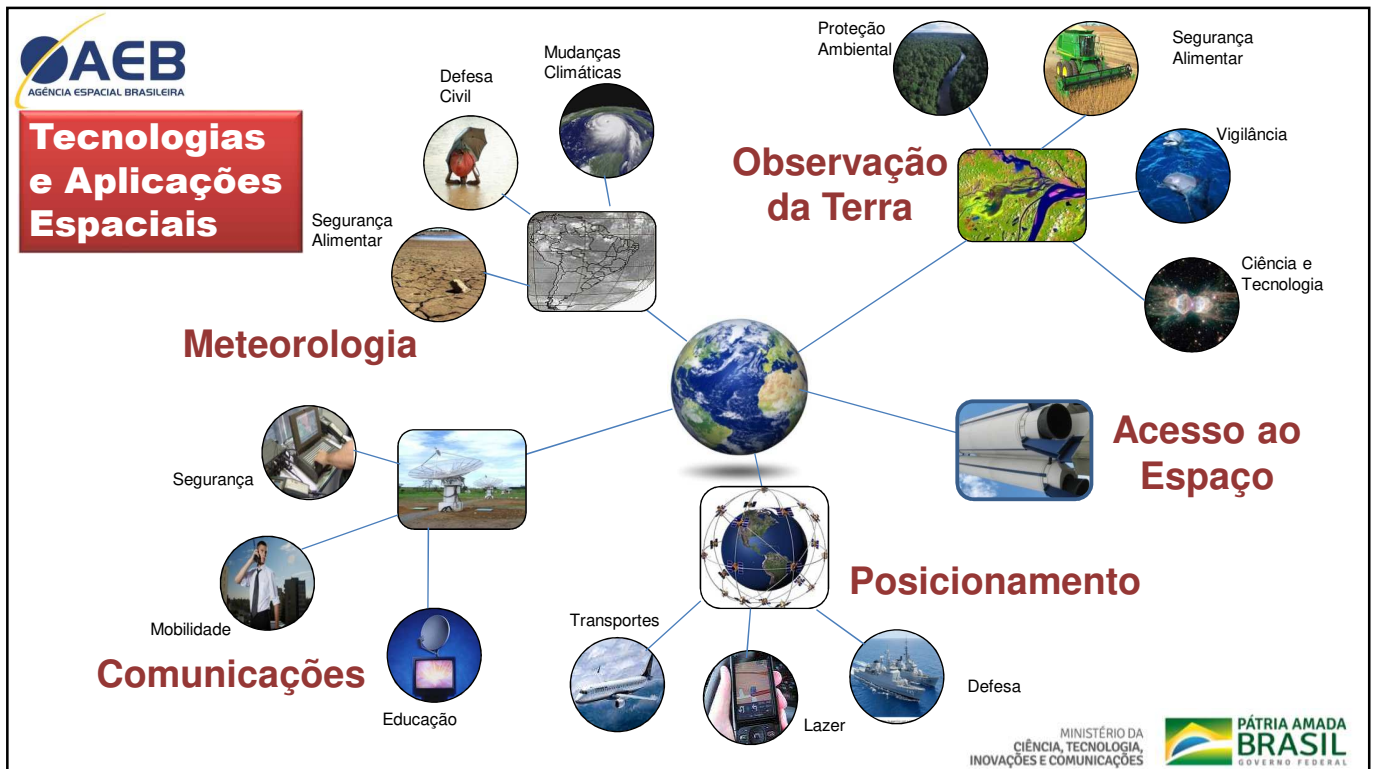 AEB
AGÊNCIA ESPACIAL BRASILEIRA
Tecnologias
e Aplicações
Espaciais
Defesa
Civil
Mudanças
Climáticas
Segurança
Alimentar
Meteorologia
Proteção
Ambiental
Segurança
Alimentar
Observação
da Terra
Vigilância
Ciência e
Tecnologia
Acesso ao
Espaço
Segurança
Mobilidade
Comunicações
Educação
Posicionamento
Transportes
Lazer
Defesa
MINISTÉRIO DA
CIÊNCIA, TECNOLOGIA,
INOVAÇÕES E COMUNICAÇÕES
PÁTRIA AMADA
BRASIL
GOVERNO FEDERAL